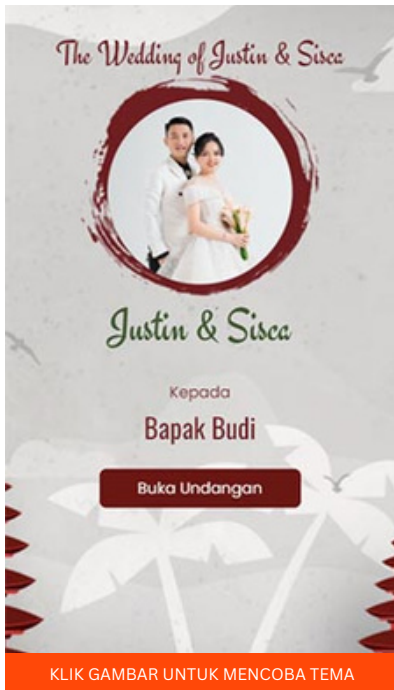 The Wedding of Justin & Sisca
Justin & Sisca
Kepada
Bapak Budi
Buka Undangan
KLIK GAMBAR UNTUK MENCOBA TEMA